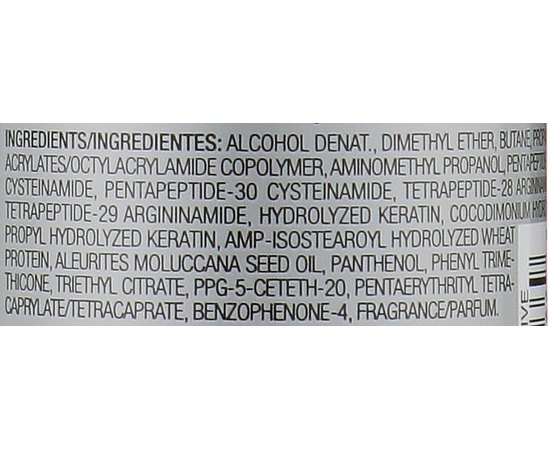 INGREDIENTS/INGREDIENTES: ALCOHOL DENAT., DIMETHYL ETHER, BUTANE,
ACRYLATES/OCTYLACRYLAMIDE COPOLYMER, AMINOMETHYL PROPANOL,
CYSTEINAMIDE, PENTAPEPTIDE-30 CYSTEINAMIDE, TETRAPEPTIDE-28
TETRAPEPTIDE-29 ARGININAMIDE, HYDROLYZED KERATIN, COCODIMONIUM
PROPYL HYDROLYZED KERATIN, AMP-ISOSTEAROYL HYDROLYZED WHEAT
PROTEIN, ALEURITES MOLUCCANA SEED OIL, PANTHENOL, PHENYL TRIME-
THICONE, TRIETHYL CITRATE, PPG-5-CETETH-20, PENTAERYTHRITYL TETRA-
CAPRYLATE/TETRACAPRATE, BENZOPHENONE-4, FRAGRANCE/PARFUM.